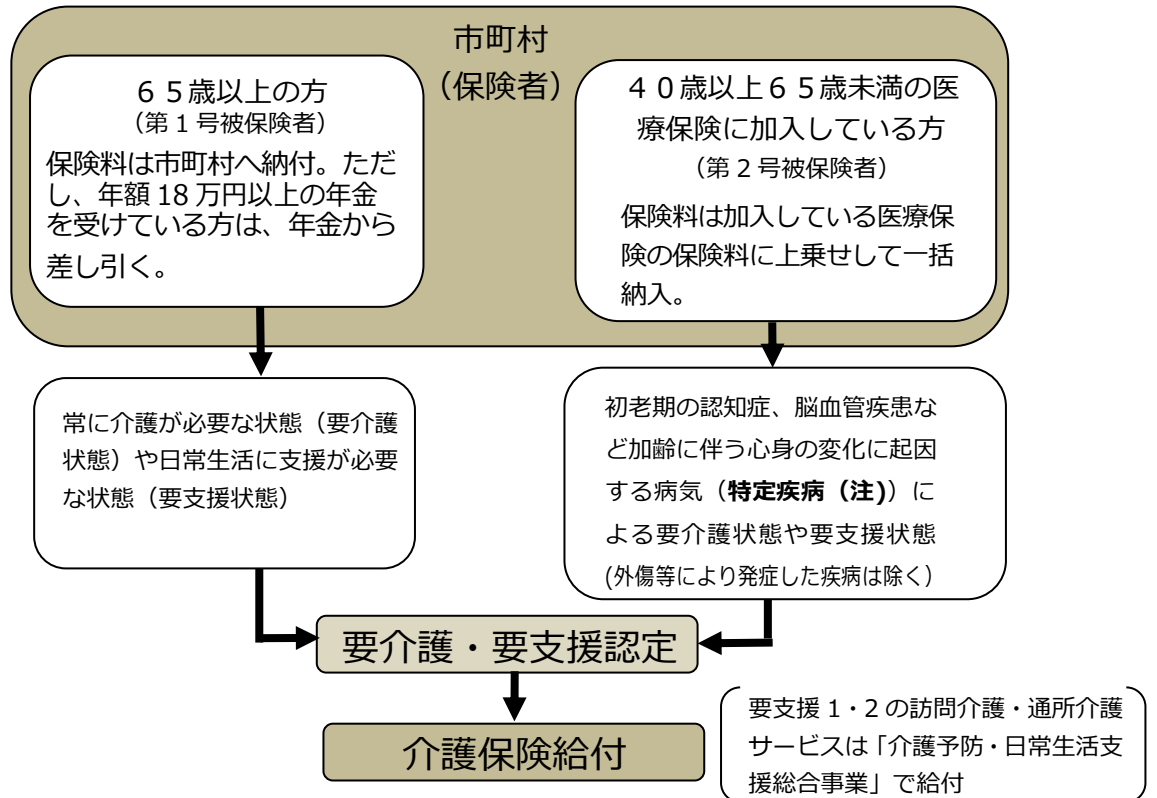 市町村
（保険者）
６５歳以上の方
（第１号被保険者）
保険料は市町村へ納付。ただ
し、年額 18 万円以上の年金
を受けている方は、年金から
差し引く。
４０歳以上６５歳未満の医
療保険に加入している方
（第２号被保険者）
保険料は加入している医療保
険の保険料に上乗せして一括
納入。
常に介護が必要な状態（要介護
状態）や日常生活に支援が必要
な状態（要支援状態）
初老期の認知症、脳血管疾患な
ど加齢に伴う心身の変化に起因
する病気（特定疾病（注)）に
よる要介護状態や要支援状態
(外傷等により発症した疾病は除く）
要介護・要支援認定
介護保険給付
要支援 1・2 の訪問介護・通所介護
サービスは「介護予防・日常生活支
援総合事業」で給付